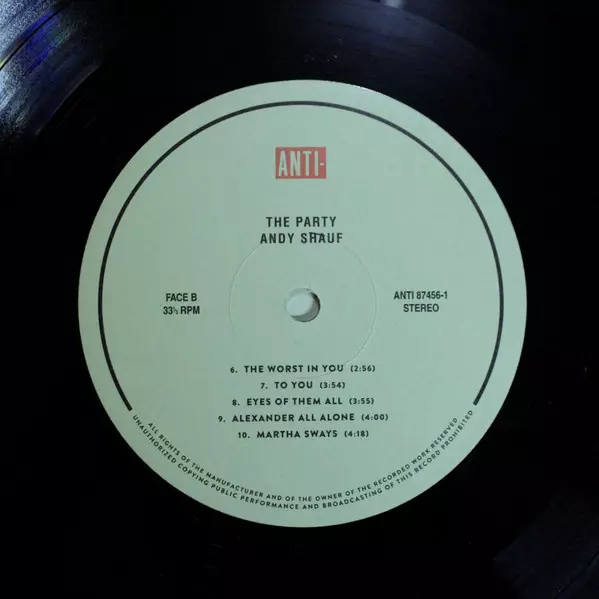 ANTI-
THE PARTY
ANDY SHAUF
FACE B
33⅓ RPM
ANTI 87456-1
STEREO
6. THE WORST IN YOU (2:56)
7. TO YOU (3:54)
8. EYES OF THEM ALL (3:55)
9. ALEXANDER ALL ALONE (4:00)
10. MARTHA SWAYS (4:18)
ALL RIGHTS OF THE MANUFACTURER AND OF THE OWNER OF THE RECORDED WORK RESERVED
UNAUTHORIZED COPYING PUBLIC PERFORMANCE AND BROADCASTING OF THIS RECORD PROHIBITED